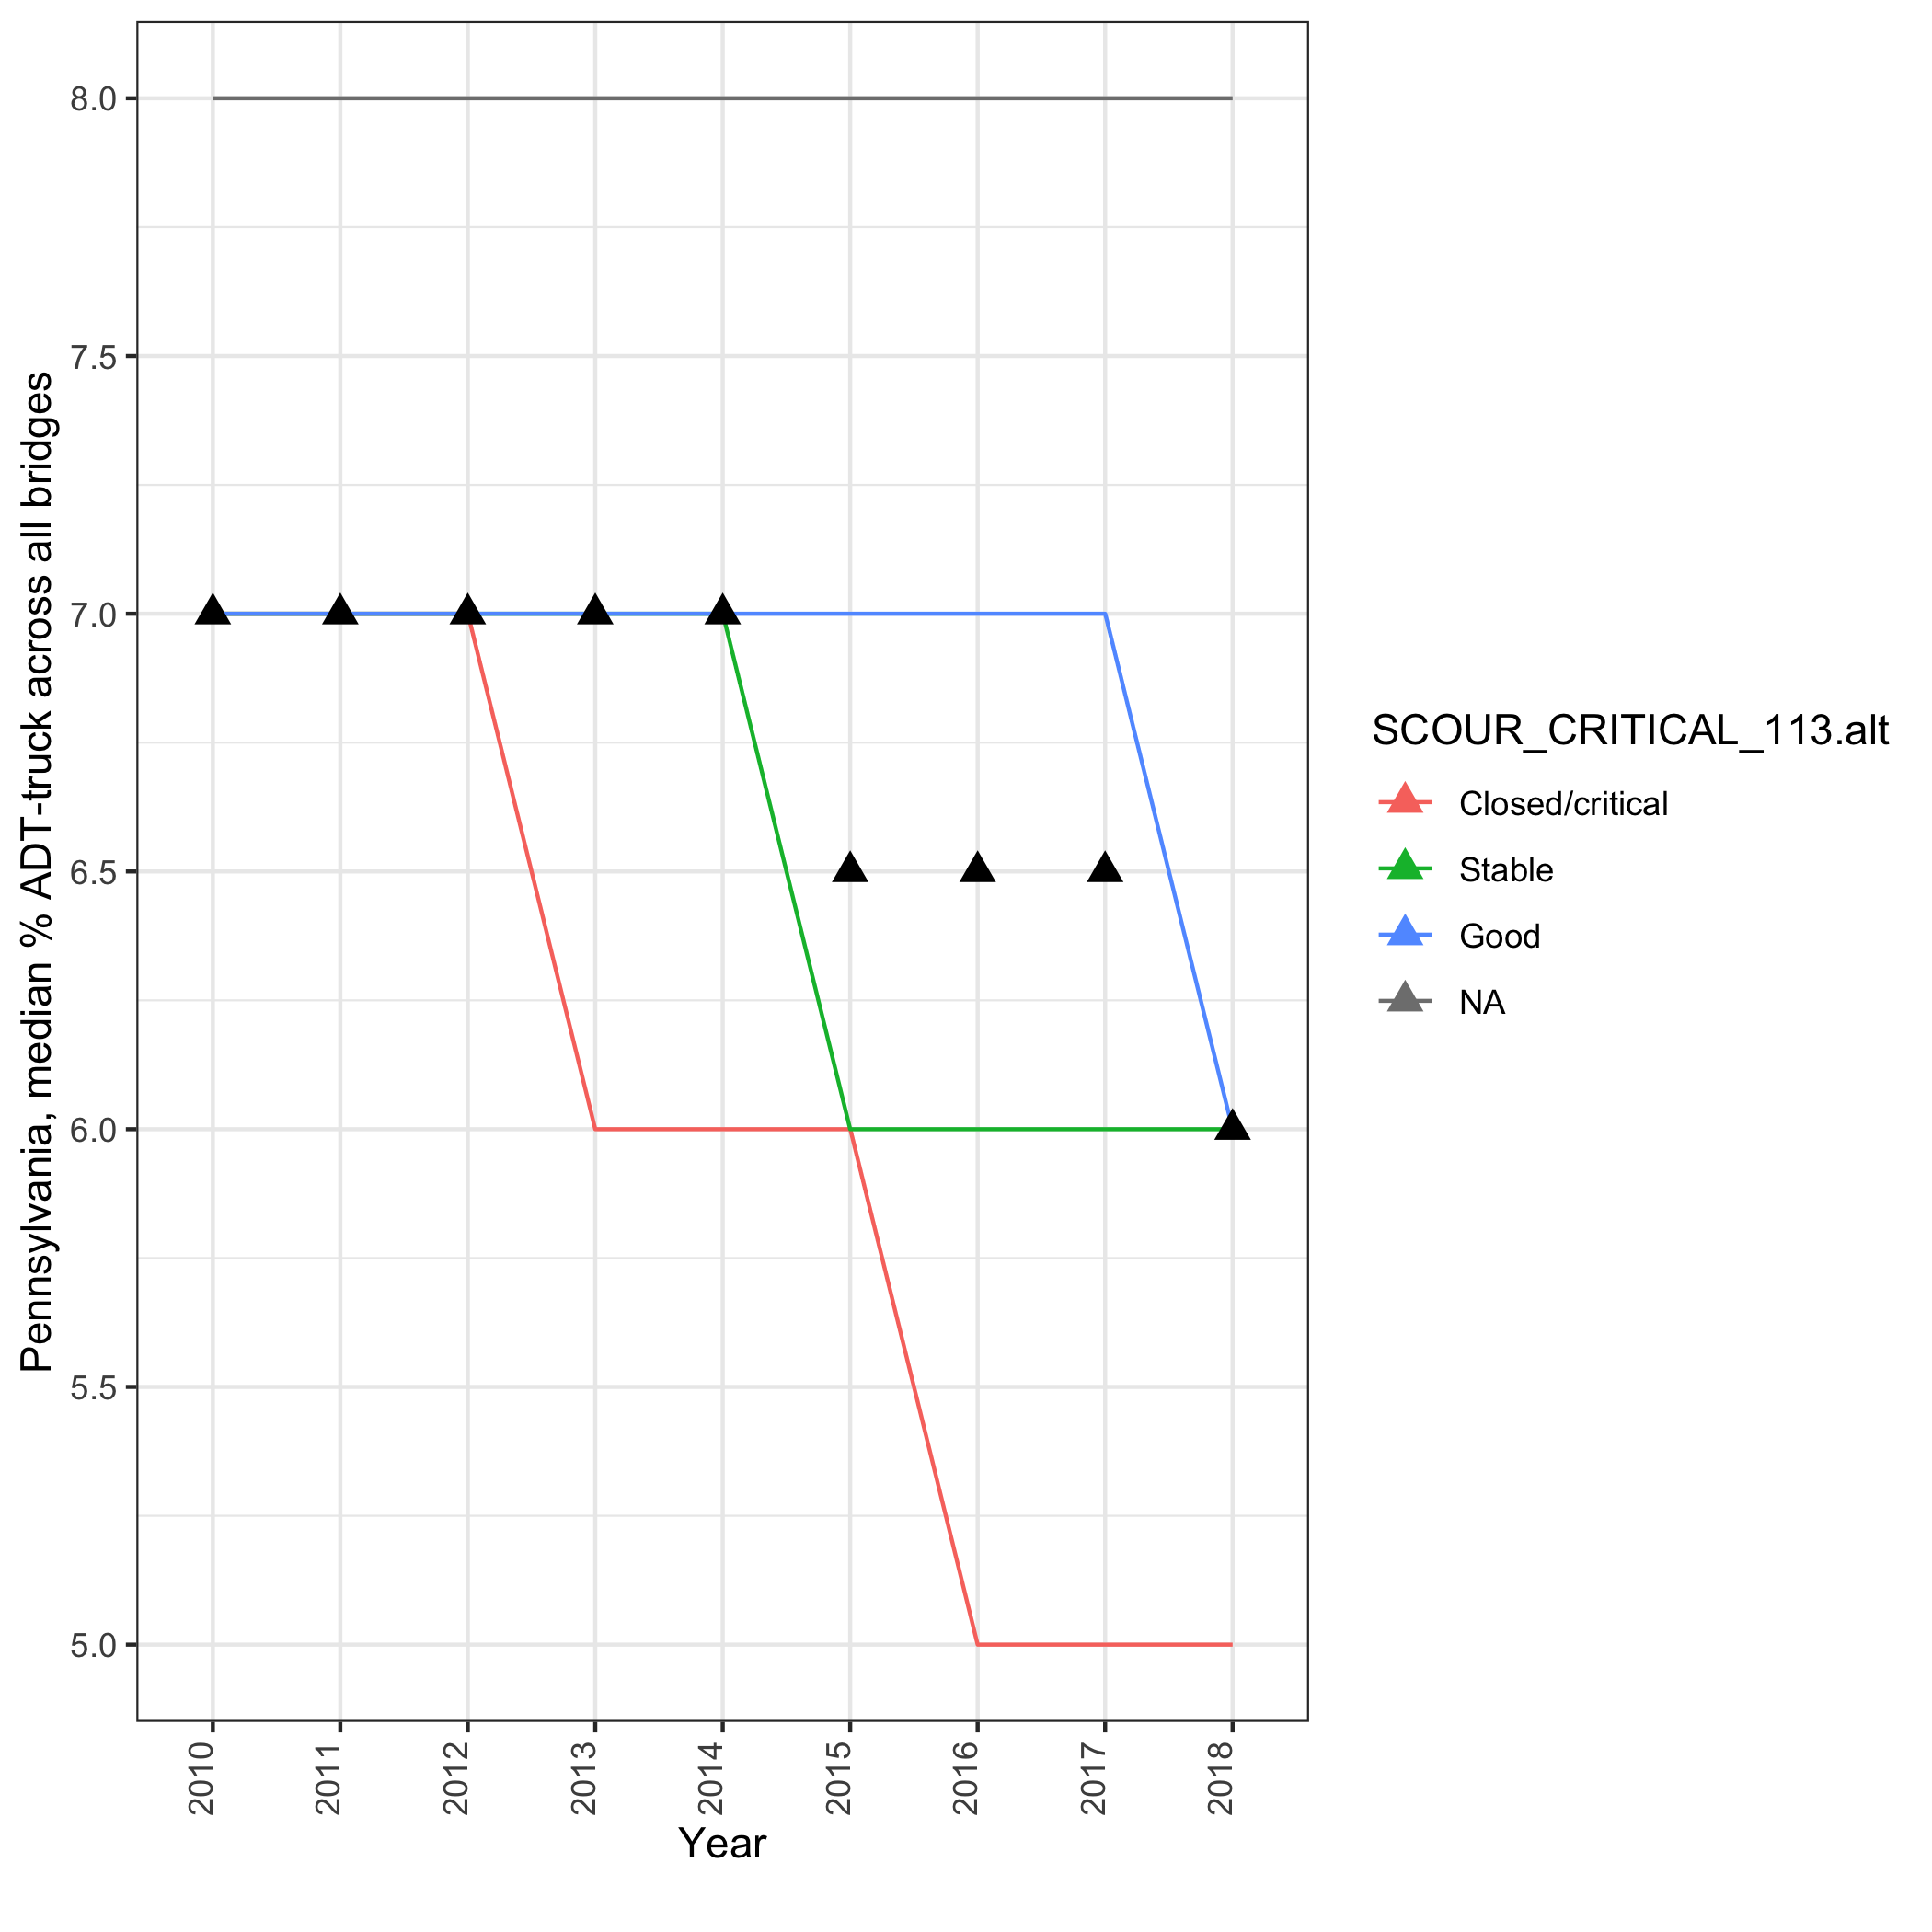 Pennsylvania, median % ADT-truck across all bridges
8.0
7.5
7.0
6.5
6.0
5.5
5.0
2010
2011
2012
2013
2014
2015
2016
2017
2018
Year
SCOUR_CRITICAL_113.alt
Closed/critical
Stable
Good
NA